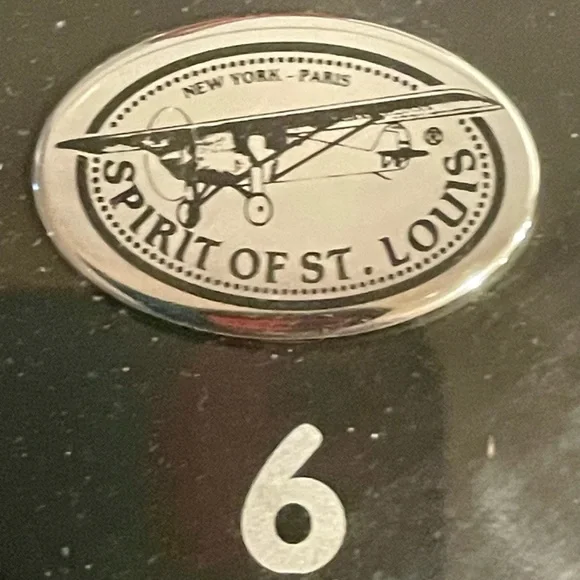 NEW YORK - PARIS
®
SPIRIT OF ST. LOUIS
6